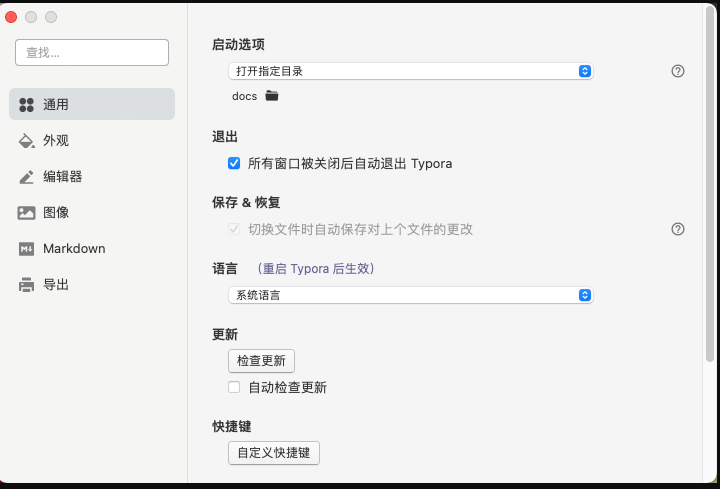 查找...
通用
外观
编辑器
图像
Markdown
导出
启动选项
打开指定目录
docs
退出
所有窗口被关闭后自动退出 Typora
保存 & 恢复
切换文件时自动保存对上个文件的更改
语言 （重启 Typora 后生效）
系统语言
更新
检查更新
自动检查更新
快捷键
自定义快捷键